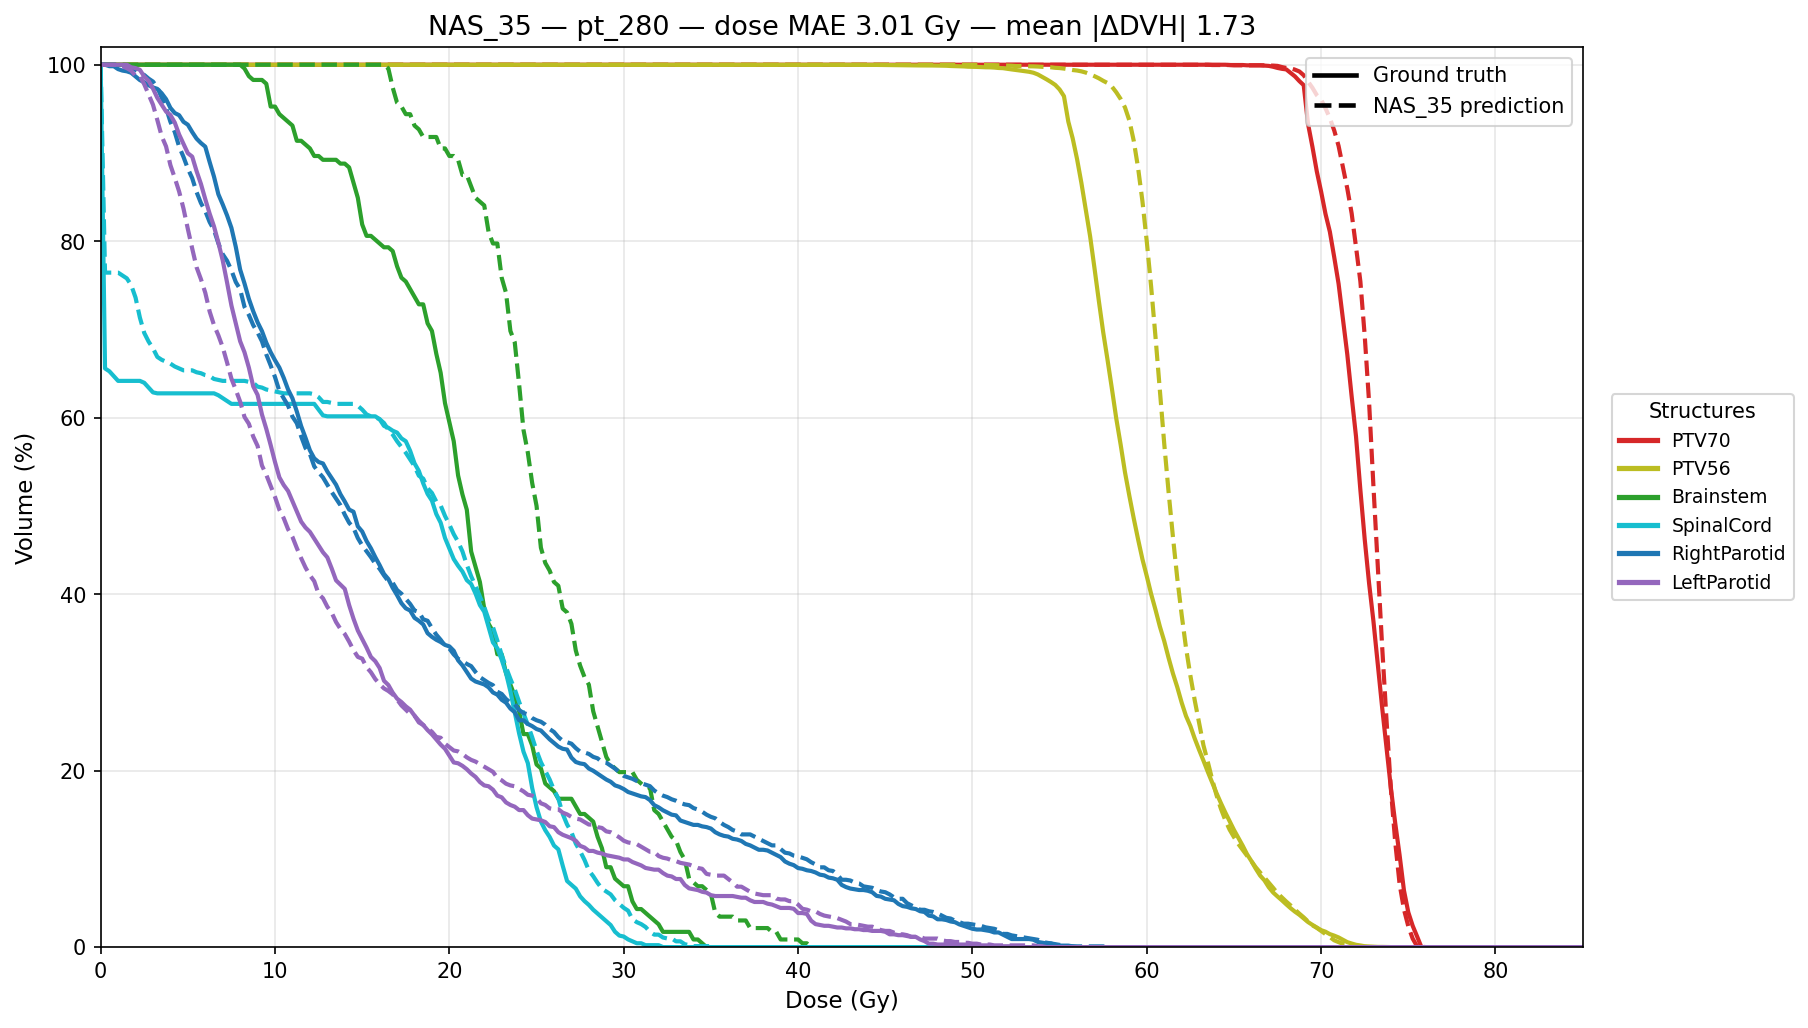 NAS_35 — pt_280 — dose MAE 3.01 Gy — mean |ΔDVH| 1.73
Ground truth
NAS_35 prediction
Structures
PTV70
PTV56
Brainstem
SpinalCord
RightParotid
LeftParotid
Volume (%)
100
80
60
40
20
0
0 10 20 30 40 50 60 70 80
Dose (Gy)